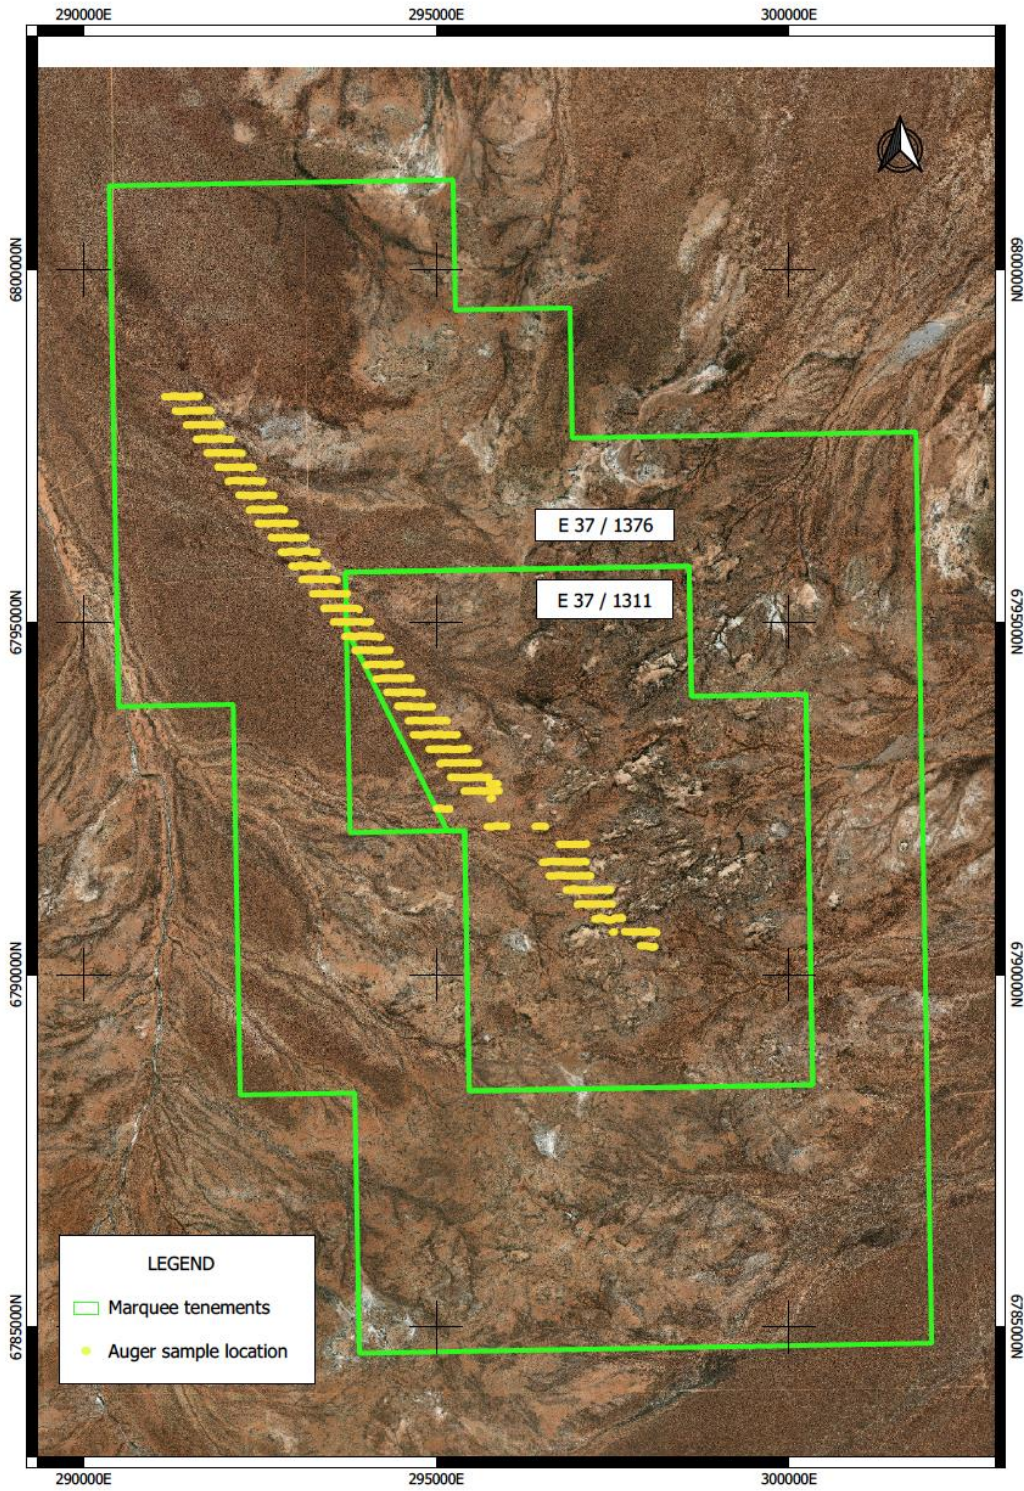 290000E 295000E 300000E
6800000N 6800000N
E 37 / 1376
E 37 / 1311
6795000N 6795000N
6790000N 6790000N
LEGEND
Marquee tenements
Auger sample location
6785000N 6785000N
290000E 295000E 300000E